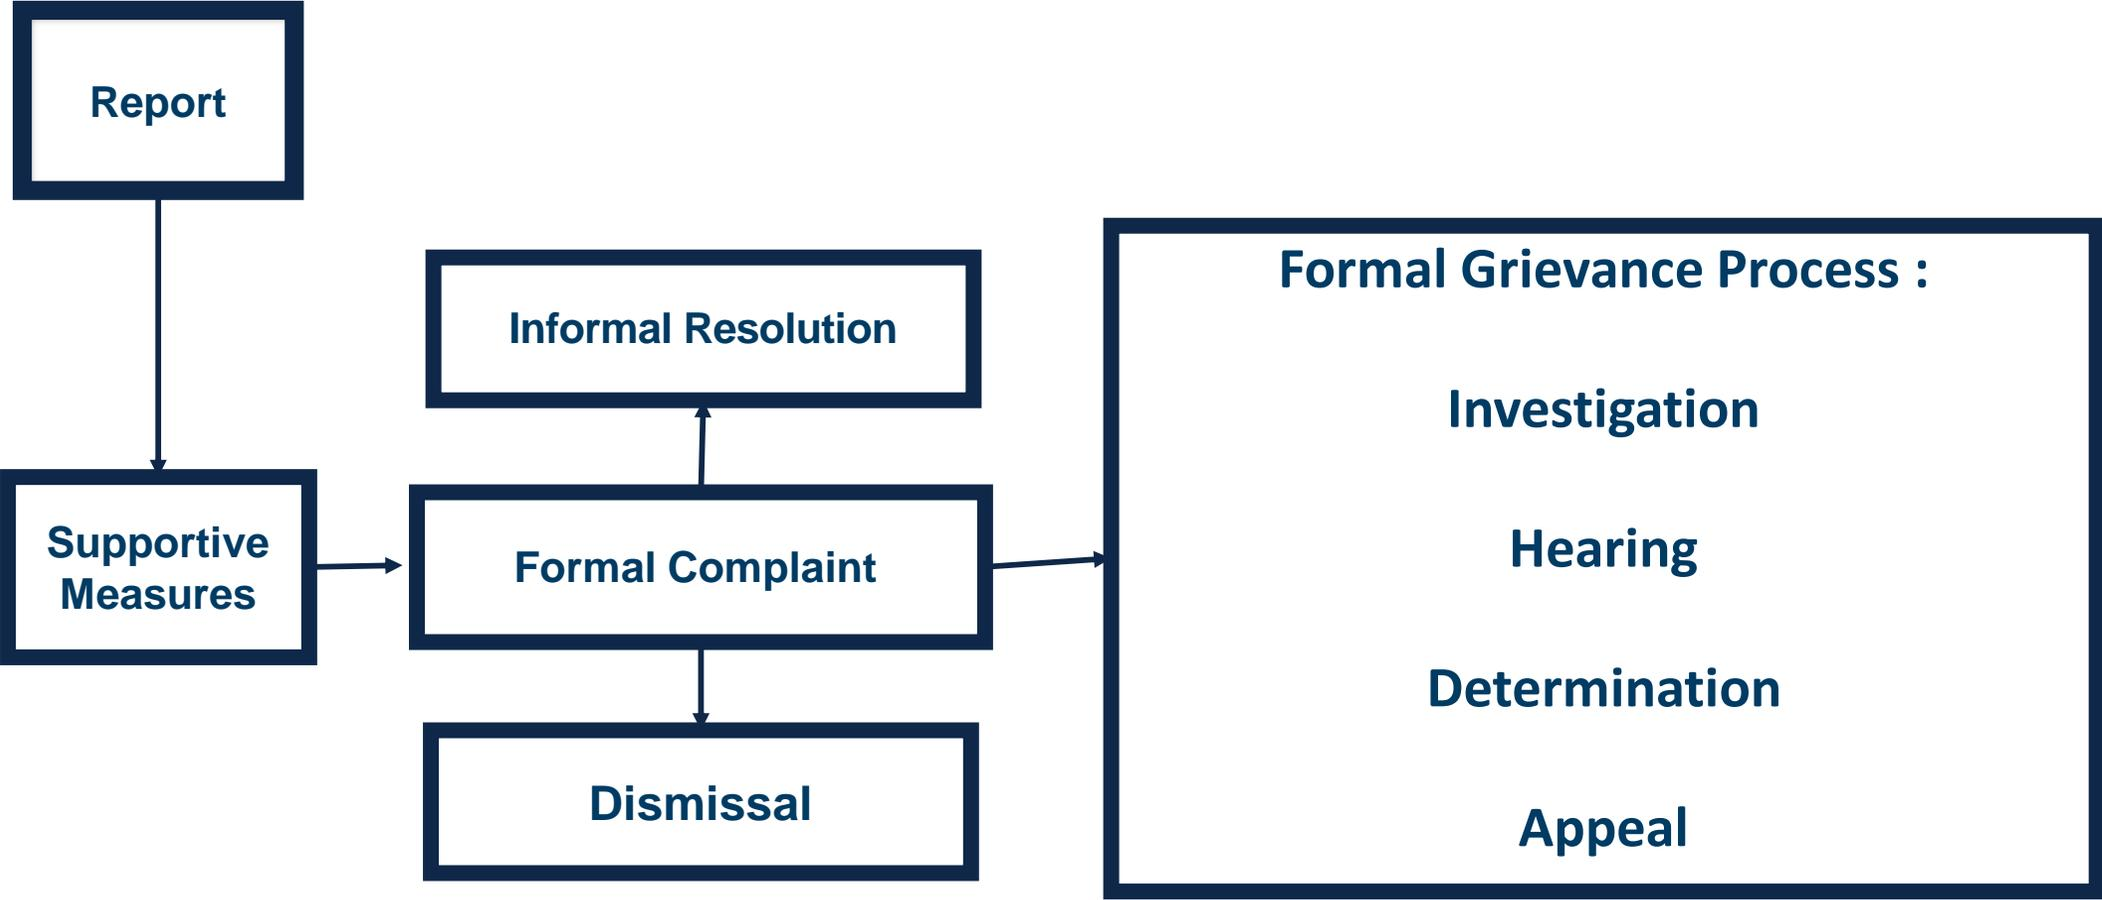 Report
Supportive
Measures
Informal Resolution
Formal Complaint
Dismissal
Formal Grievance Process :
Investigation
Hearing
Determination
Appeal